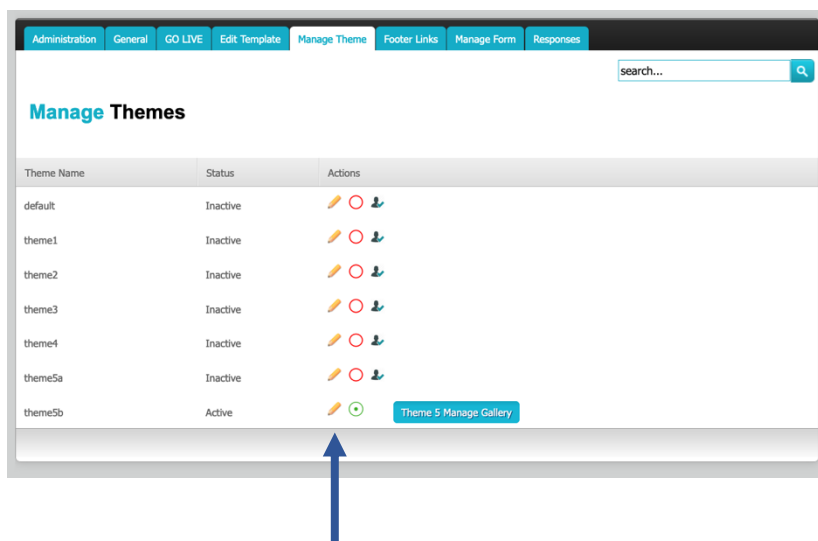 Administration General GO LIVE Edit Template Manage Theme Footer Links Manage Form Responses
search...
Manage Themes
Theme Name Status Actions
default Inactive
theme1 Inactive
theme2 Inactive
theme3 Inactive
theme4 Inactive
theme5a Inactive
theme5b Active Theme 5 Manage Gallery